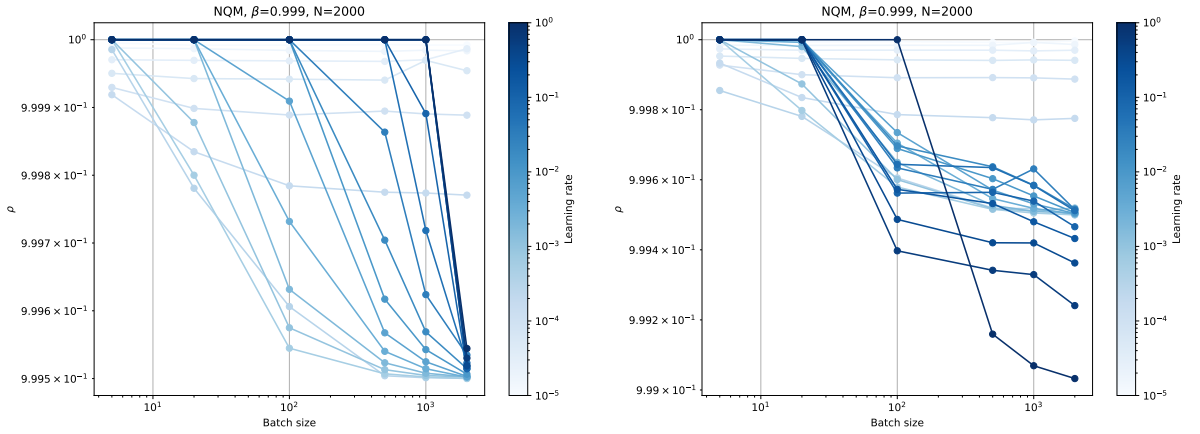 NQM, β=0.999, N=2000
10⁰
9.999 × 10⁻¹
9.998 × 10⁻¹
9.997 × 10⁻¹
9.996 × 10⁻¹
9.995 × 10⁻¹
ρ
10¹
10²
10³
Batch size
10⁰
10⁻¹
10⁻²
10⁻³
10⁻⁴
10⁻⁵
Learning rate
NQM, β=0.999, N=2000
10⁰
9.998 × 10⁻¹
9.996 × 10⁻¹
9.994 × 10⁻¹
9.992 × 10⁻¹
9.99 × 10⁻¹
ρ
10¹
10²
10³
Batch size
10⁰
10⁻¹
10⁻²
10⁻³
10⁻⁴
10⁻⁵
Learning rate